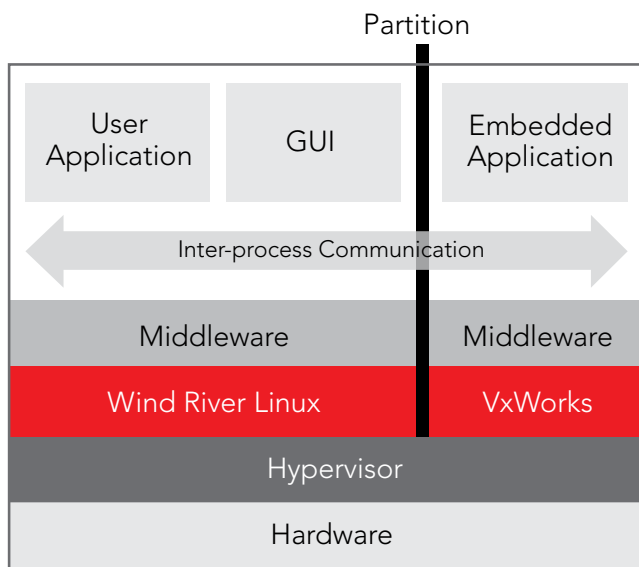 Partition
User
Application
GUI
Embedded
Application
Inter-process Communication
Middleware
Middleware
Wind River Linux
VxWorks
Hypervisor
Hardware